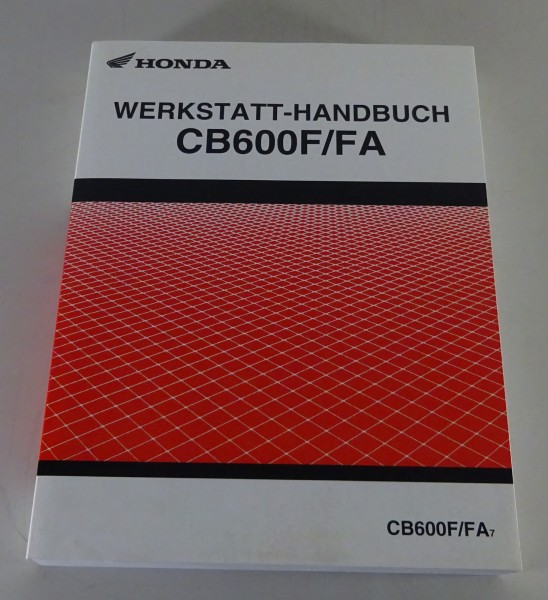 HONDA
WERKSTATT-HANDBUCH
CB600F/FA
CB600F/FA7